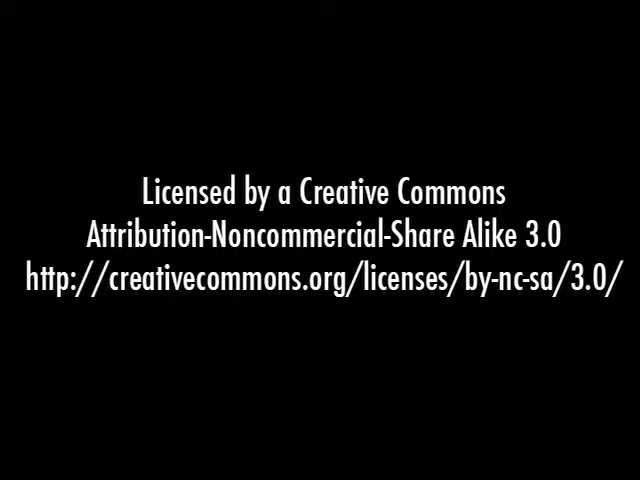 Licensed by a Creative Commons
Attribution-Noncommercial-Share Alike 3.0
http://creativecommons.org/licenses/by-nc-sa/3.0/